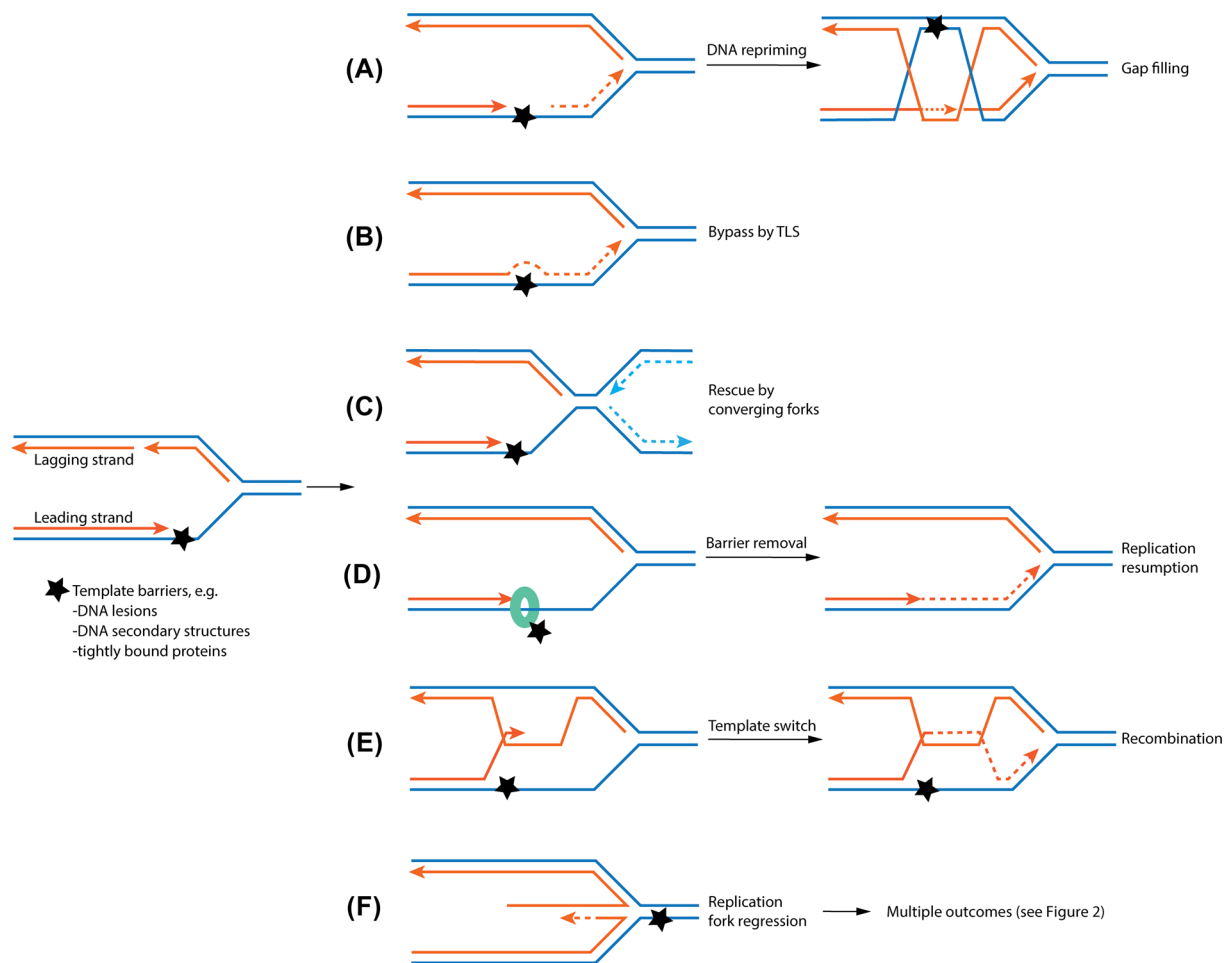 (A)
DNA repriming
Gap filling
(B)
Bypass by TLS
(C)
Rescue by
converging forks
Lagging strand
Leading strand
Template barriers, e.g.
-DNA lesions
-DNA secondary structures
-tightly bound proteins
(D)
Barrier removal
Replication
resumption
(E)
Template switch
Recombination
(F)
Replication
fork regression
Multiple outcomes (see Figure 2)